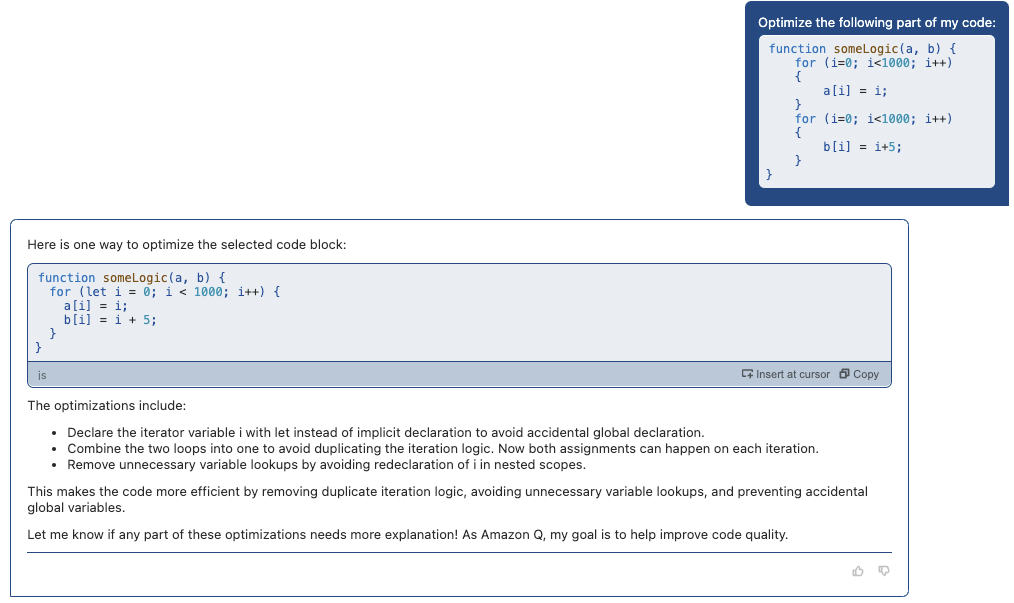 Optimize the following part of my code:
function someLogic(a, b) {
    for (i=0; i<1000; i++)
    {
        a[i] = i;
    }
    for (i=0; i<1000; i++)
    {
        b[i] = i+5;
    }
}
Here is one way to optimize the selected code block:
function someLogic(a, b) {
  for (let i = 0; i < 1000; i++) {
    a[i] = i;
    b[i] = i + 5;
  }
}
js
Insert at cursor Copy
The optimizations include:
• Declare the iterator variable i with let instead of implicit declaration to avoid accidental global declaration.
• Combine the two loops into one to avoid duplicating the iteration logic. Now both assignments can happen on each iteration.
• Remove unnecessary variable lookups by avoiding redeclaration of i in nested scopes.
This makes the code more efficient by removing duplicate iteration logic, avoiding unnecessary variable lookups, and preventing accidental
global variables.
Let me know if any part of these optimizations needs more explanation! As Amazon Q, my goal is to help improve code quality.